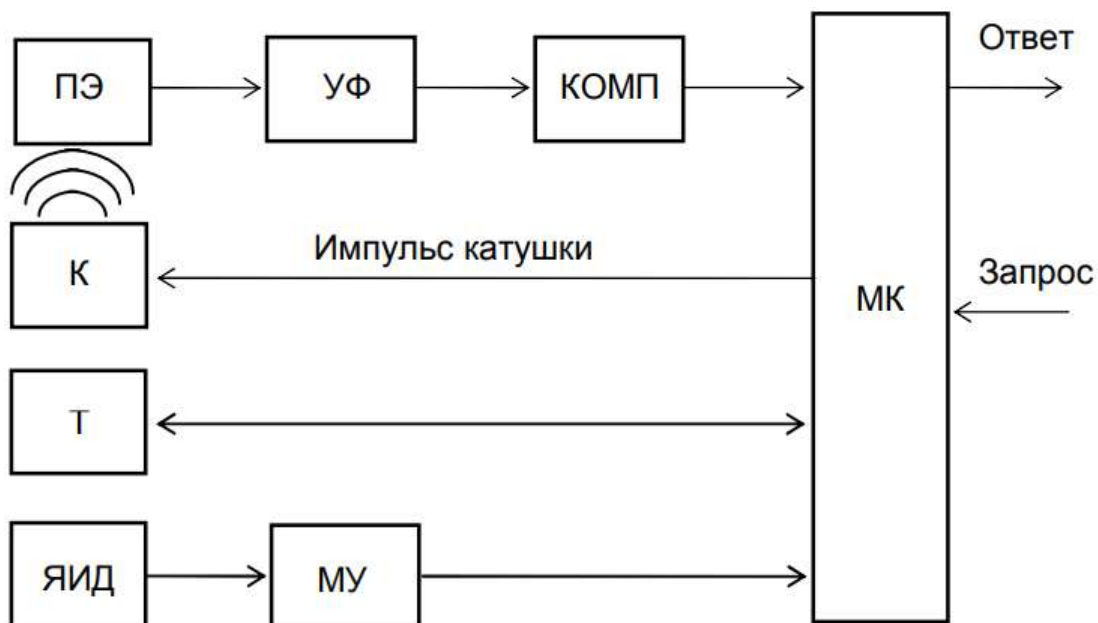 ПЭ
УФ
КОМП
Ответ
К
Импульс катушки
МК
Запрос
Т
ЯИД
МУ